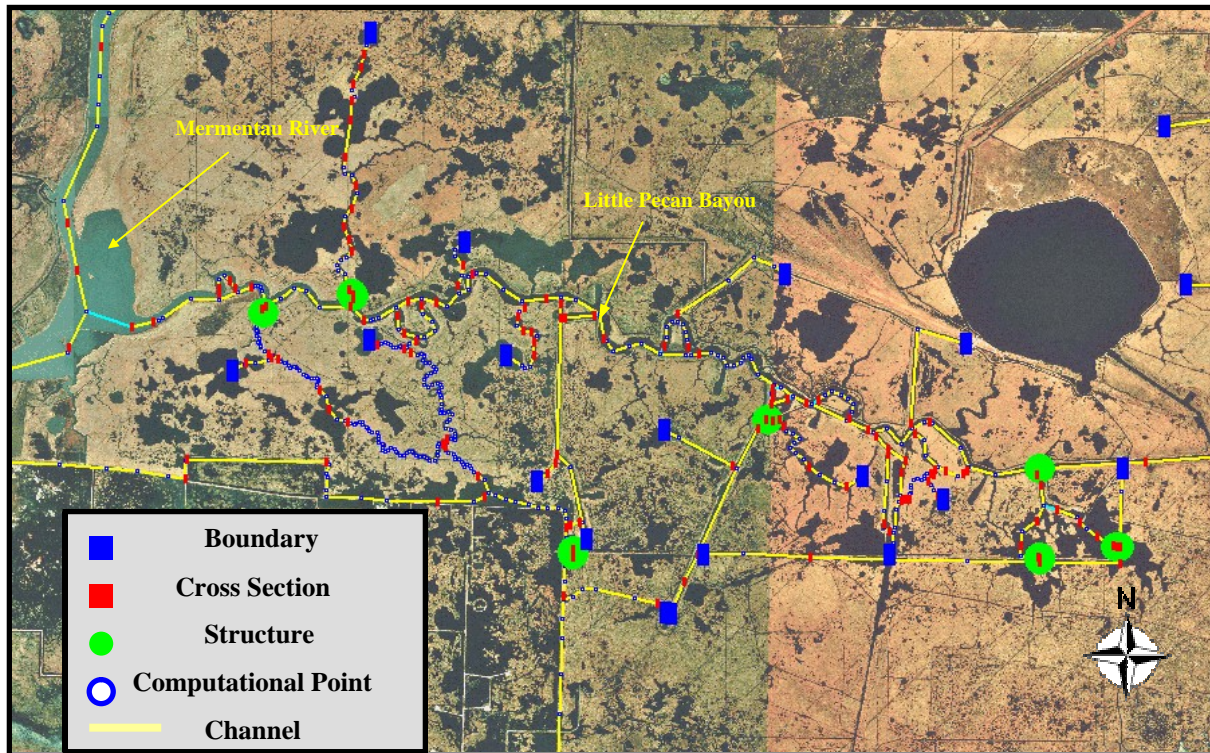 Mermentau River
Little Pecan Bayou
Boundary
Cross Section
Structure
Computational Point
Channel
N